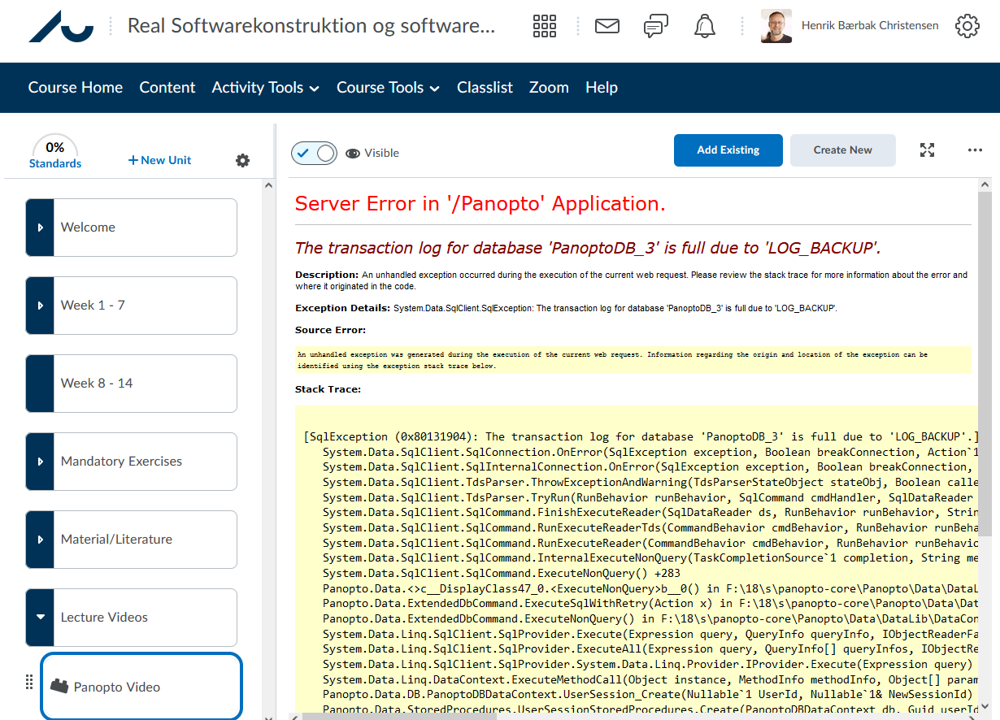 Real Softwarekonstruktion og software...
Henrik Bærbak Christensen
Course Home Content Activity Tools Course Tools Classlist Zoom Help
0%
Standards
+ New Unit
Visible
Add Existing
Create New
Welcome
Week 1 - 7
Week 8 - 14
Mandatory Exercises
Material/Literature
Lecture Videos
Panopto Video
Server Error in '/Panopto' Application.
The transaction log for database 'PanoptoDB_3' is full due to 'LOG_BACKUP'.
Description: An unhandled exception occurred during the execution of the current web request. Please review the stack trace for more information about the error and
where it originated in the code.
Exception Details: System.Data.SqlClient.SqlException: The transaction log for database 'PanoptoDB_3' is full due to 'LOG_BACKUP'.
Source Error:
An unhandled exception was generated during the execution of the current web request. Information regarding the origin and location of the exception can be
identified using the exception stack trace below.
Stack Trace:
[SqlException (0x80131904): The transaction log for database 'PanoptoDB_3' is full due to 'LOG_BACKUP'.]
System.Data.SqlClient.SqlConnection.OnError(SqlException exception, Boolean breakConnection, Action`1
System.Data.SqlClient.SqlInternalConnection.OnError(SqlException exception, Boolean breakConnection,
System.Data.SqlClient.TdsParser.ThrowExceptionAndWarning(TdsParserStateObject stateObj, Boolean calle
System.Data.SqlClient.TdsParser.TryRun(RunBehavior runBehavior, SqlCommand cmdHandler, SqlDataReader
System.Data.SqlClient.SqlCommand.FinishExecuteReader(SqlDataReader ds, RunBehavior runBehavior, Strin
System.Data.SqlClient.SqlCommand.RunExecuteReaderTds(CommandBehavior cmdBehavior, RunBehavior runBeha
System.Data.SqlClient.SqlCommand.RunExecuteReader(CommandBehavior cmdBehavior, RunBehavior runBehavio
System.Data.SqlClient.SqlCommand.InternalExecuteNonQuery(TaskCompletionSource`1 completion, String me
System.Data.SqlClient.SqlCommand.ExecuteNonQuery() +283
Panopto.Data.<>c__DisplayClass47_0.<ExecuteNonQuery>b__0() in F:\18\s\panopto-core\Panopto\Data\DataL
Panopto.Data.ExtendedDbCommand.ExecuteSqlWithRetry(Action x) in F:\18\s\panopto-core\Panopto\Data\Dat
Panopto.Data.ExtendedDbCommand.ExecuteNonQuery() in F:\18\s\panopto-core\Panopto\Data\DataLib\DataCon
System.Data.Linq.SqlClient.SqlProvider.Execute(Expression query, QueryInfo queryInfo, IObjectReaderFa
System.Data.Linq.SqlClient.SqlProvider.ExecuteAll(Expression query, QueryInfo[] queryInfos, IObjectRe
System.Data.Linq.SqlClient.SqlProvider.System.Data.Linq.Provider.IProvider.Execute(Expression query)
System.Data.Linq.DataContext.ExecuteMethodCall(Object instance, MethodInfo methodInfo, Object[] param
Panopto.Data.DB.PanoptoDBDataContext.UserSession_Create(Nullable`1 UserId, Nullable`1& NewSessionId)
Panopto.Data.StoredProcedures.UserSessionStoredProcedures.Create(PanoptoDBDataContext db, Guid userId